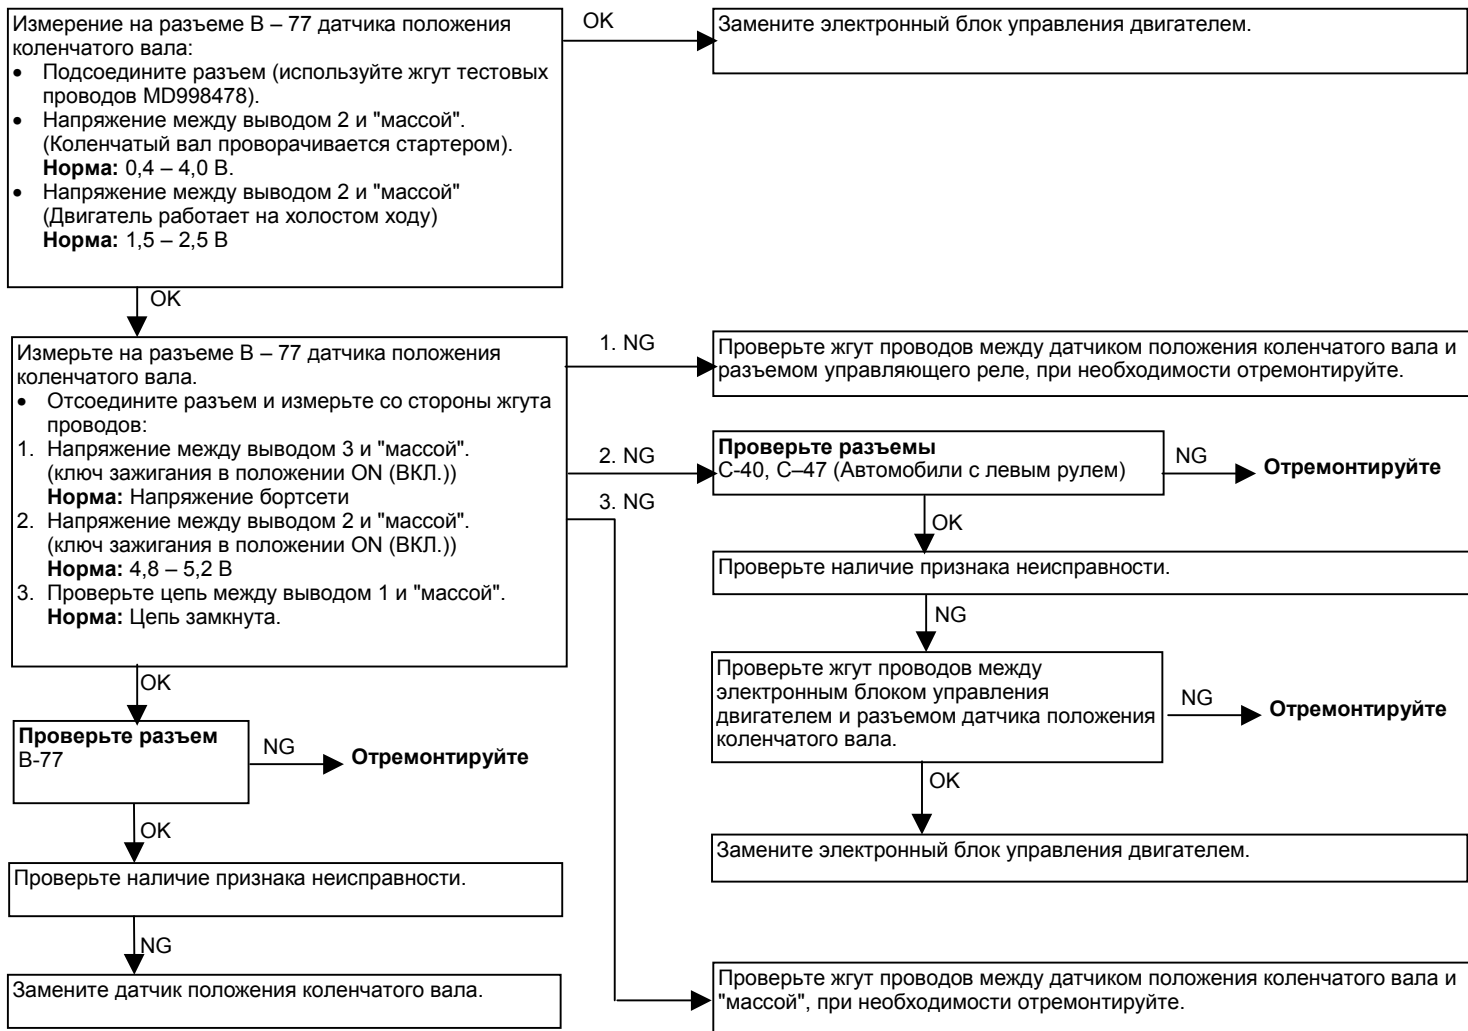 Измерение на разъеме В – 77 датчика положения
коленчатого вала:
• Подсоедините разъем (используйте жгут тестовых
проводов MD998478).
• Напряжение между выводом 2 и "массой".
(Коленчатый вал проворачивается стартером).
Норма: 0,4 – 4,0 В.
• Напряжение между выводом 2 и "массой"
(Двигатель работает на холостом ходу)
Норма: 1,5 – 2,5 В
OK
Замените электронный блок управления двигателем.
OK
Измерьте на разъеме В – 77 датчика положения
коленчатого вала.
• Отсоедините разъем и измерьте со стороны жгута
проводов:
1. Напряжение между выводом 3 и "массой".
(ключ зажигания в положении ON (ВКЛ.))
Норма: Напряжение бортсети
2. Напряжение между выводом 2 и "массой".
(ключ зажигания в положении ON (ВКЛ.))
Норма: 4,8 – 5,2 В
3. Проверьте цепь между выводом 1 и "массой".
Норма: Цепь замкнута.
1. NG
Проверьте жгут проводов между датчиком положения коленчатого вала и
разъемом управляющего реле, при необходимости отремонтируйте.
2. NG
Проверьте разъемы
С-40, С–47 (Автомобили с левым рулем)
NG
Отремонтируйте
3. NG
OK
Проверьте наличие признака неисправности.
NG
Проверьте жгут проводов между
электронным блоком управления
двигателем и разъемом датчика положения
коленчатого вала.
NG
Отремонтируйте
OK
Замените электронный блок управления двигателем.
OK
Проверьте разъем
В-77
NG
Отремонтируйте
OK
Проверьте наличие признака неисправности.
NG
Замените датчик положения коленчатого вала.
Проверьте жгут проводов между датчиком положения коленчатого вала и
"массой", при необходимости отремонтируйте.